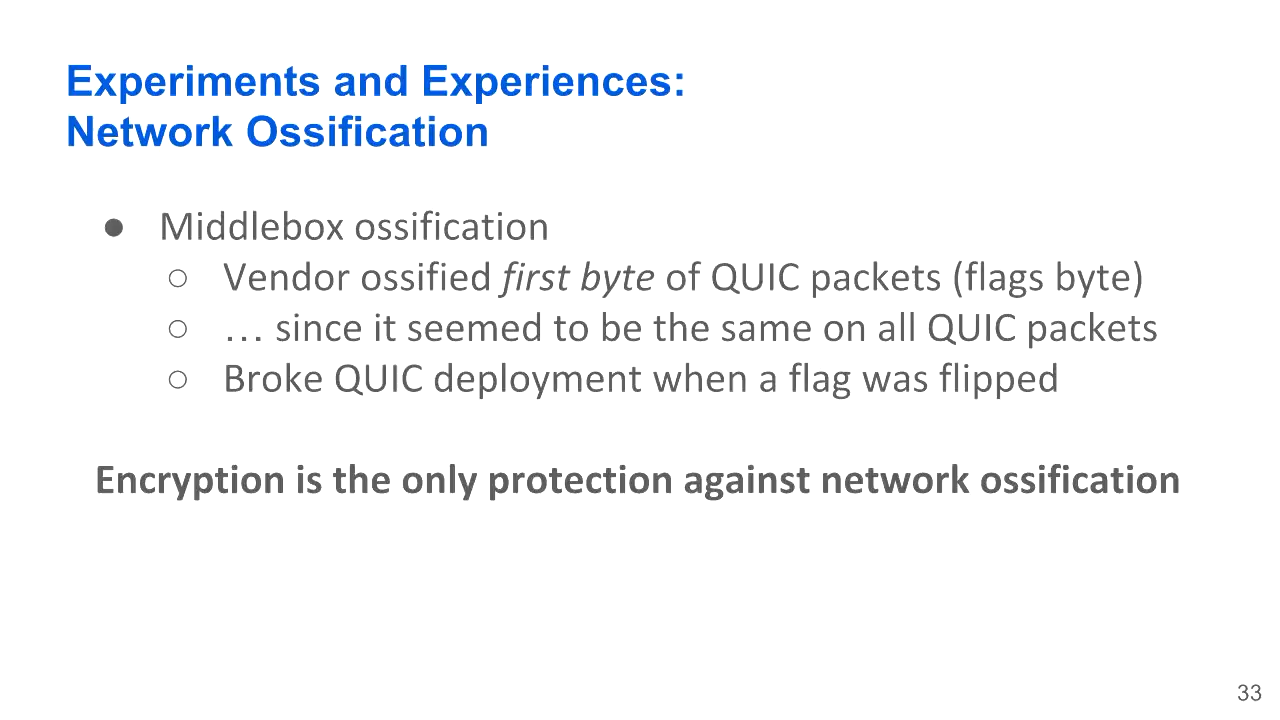 Experiments and Experiences:
Network Ossification
● Middlebox ossification
○ Vendor ossified first byte of QUIC packets (flags byte)
○ … since it seemed to be the same on all QUIC packets
○ Broke QUIC deployment when a flag was flipped
Encryption is the only protection against network ossification
33